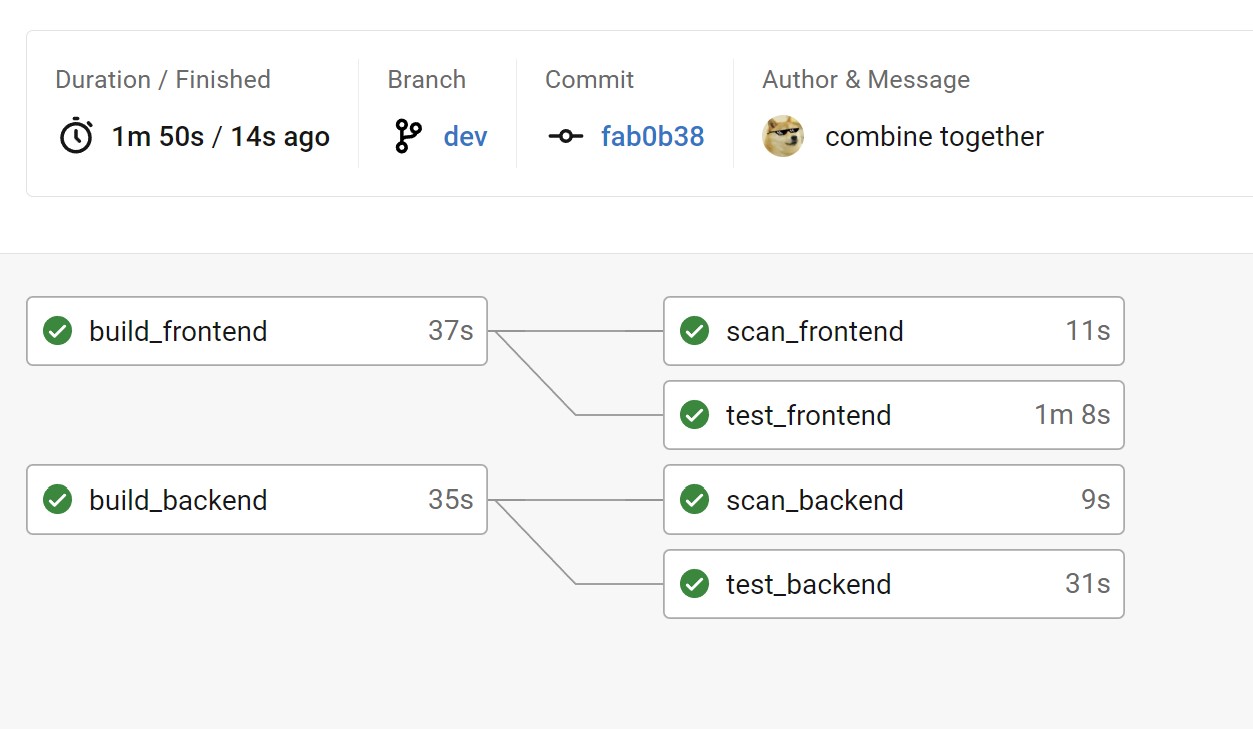 Duration / Finished
1m 50s / 14s ago
Branch
dev
Commit
fab0b38
Author & Message
combine together
build_frontend 37s
scan_frontend 11s
test_frontend 1m 8s
build_backend 35s
scan_backend 9s
test_backend 31s